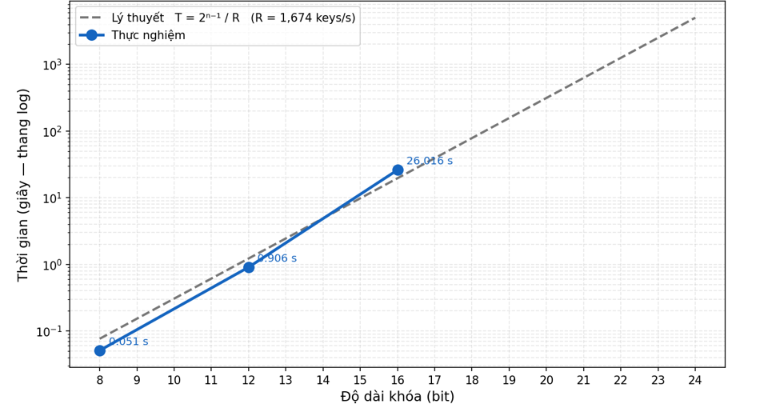 Lý thuyết T = 2ⁿ⁻¹ / R (R = 1,674 keys/s)
Thực nghiệm
Thời gian (giây — thang log)
10³
10²
10¹
10⁰
10⁻¹
26.016 s
0.906 s
0.051 s
8 9 10 11 12 13 14 15 16 17 18 19 20 21 22 23 24
Độ dài khóa (bit)